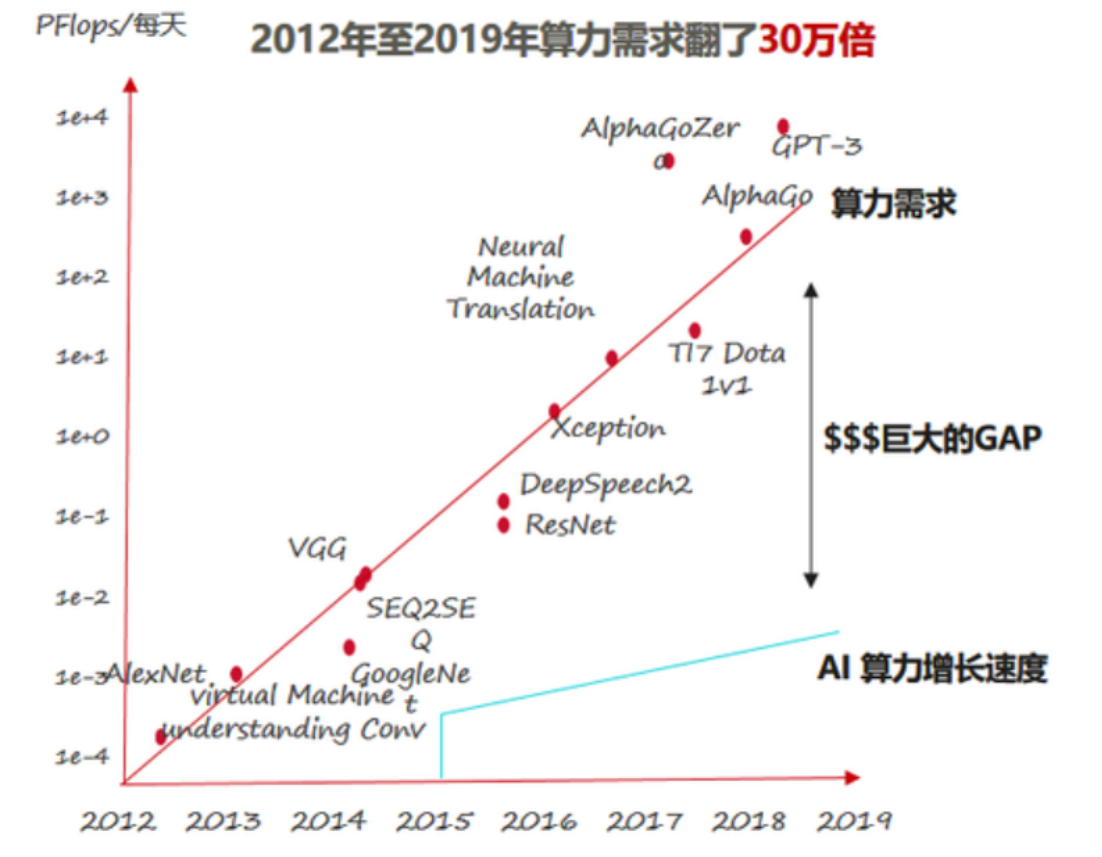 PFlops/每天
2012年至2019年算力需求翻了30万倍
1e+4
1e+3
1e+2
1e+1
1e+0
1e-1
1e-2
1e-3
1e-4
AlphaGoZer
o
GPT-3
AlphaGo
算力需求
Neural
Machine
Translation
TI7 Dota
1v1
Xception
$$$巨大的GAP
DeepSpeech2
ResNet
VGG
SEQ2SE
Q
GoogleNe
t
AlexNet
virtual Machine
understanding Conv
AI 算力增长速度
2012 2013 2014 2015 2016 2017 2018 2019